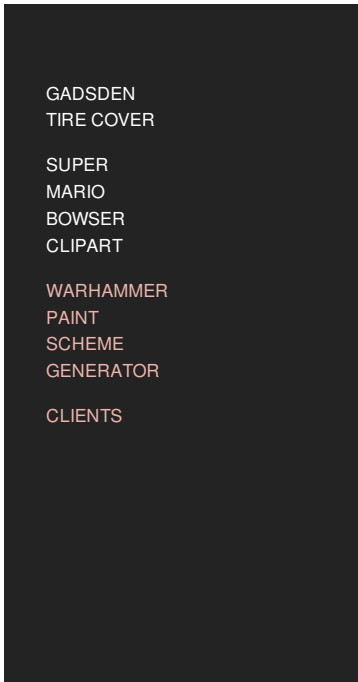 GADSDEN
TIRE COVER
SUPER
MARIO
BOWSER
CLIPART
WARHAMMER
PAINT
SCHEME
GENERATOR
CLIENTS